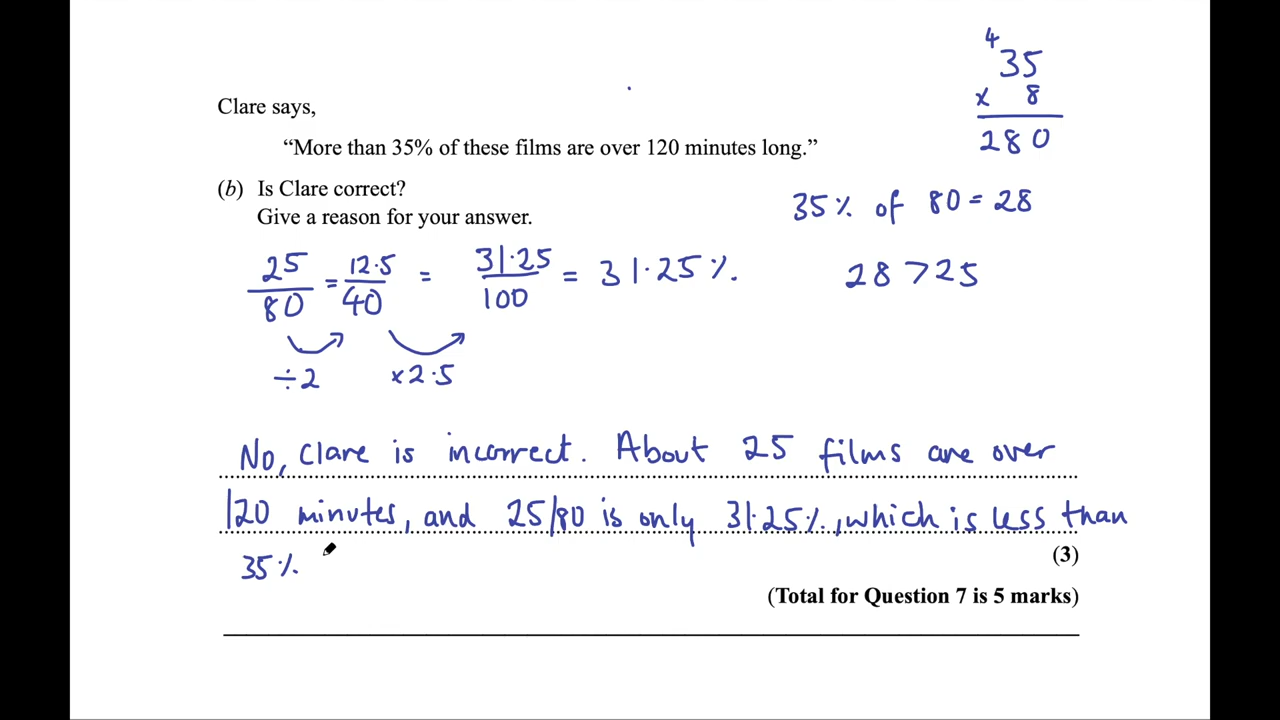 4
35
x 8
280
Clare says,
“More than 35% of these films are over 120 minutes long.”
(b) Is Clare correct?
Give a reason for your answer.
35% of 80 = 28
25/80 = 12.5/40 = 31.25/100 = 31.25%.
28 > 25
÷2 x2.5
No, Clare is incorrect. About 25 films are over
120 minutes, and 25/80 is only 31.25%, which is less than
35%
(3)
(Total for Question 7 is 5 marks)